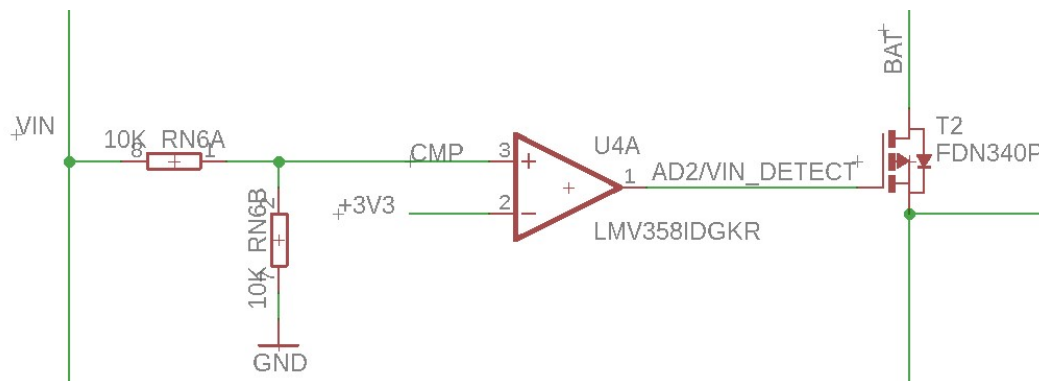 VIN
10K RN6A
8
1
CMP
3
U4A
1
AD2/VIN_DETECT
+3V3
2
LMV358IDGKR
10K RN6B
2
7
GND
BAT
T2
FDN340P